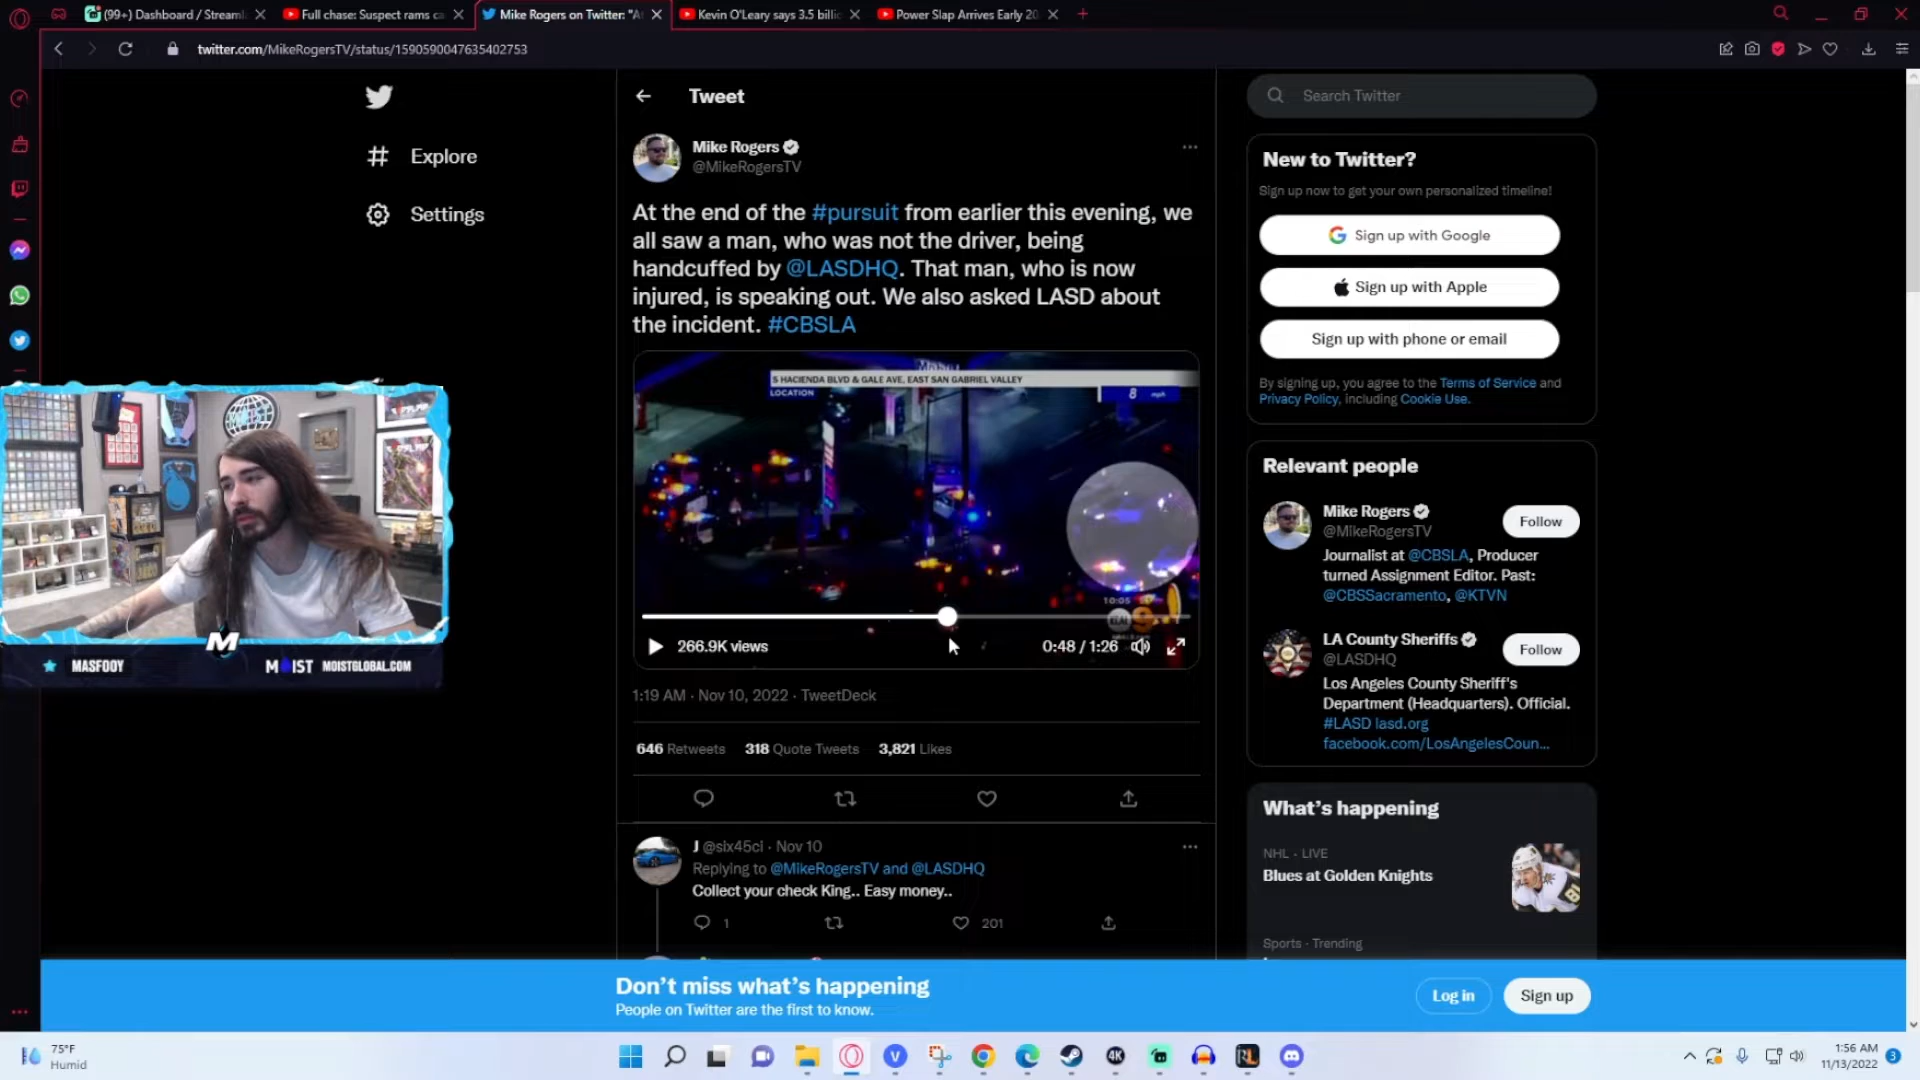 (99+) Dashboard / Streaml
Full chase: Suspect rams ca
Mike Rogers on Twitter: "A
Kevin O'Leary says 3.5 billi
Power Slap Arrives Early 20
twitter.com/MikeRogersTV/status/1590590047635402753
Explore
Settings
Tweet
Mike Rogers
@MikeRogersTV
At the end of the #pursuit from earlier this evening, we
all saw a man, who was not the driver, being
handcuffed by @LASDHQ. That man, who is now
injured, is speaking out. We also asked LASD about
the incident. #CBSLA
S HACIENDA BLVD & GALE AVE, EAST SAN GABRIEL VALLEY
LOCATION
8 mph
10:05
KCAL 9
266.9K views
0:48 / 1:26
1:19 AM · Nov 10, 2022 · TweetDeck
646 Retweets 318 Quote Tweets 3,821 Likes
J @six45ci · Nov 10
Replying to @MikeRogersTV and @LASDHQ
Collect your check King.. Easy money..
1
201
Search Twitter
New to Twitter?
Sign up now to get your own personalized timeline!
Sign up with Google
Sign up with Apple
Sign up with phone or email
By signing up, you agree to the Terms of Service and
Privacy Policy, including Cookie Use.
Relevant people
Mike Rogers
@MikeRogersTV
Follow
Journalist at @CBSLA, Producer
turned Assignment Editor. Past:
@CBSSacramento, @KTVN
LA County Sheriffs
@LASDHQ
Follow
Los Angeles County Sheriff's
Department (Headquarters). Official.
#LASD lasd.org
facebook.com/LosAngelesCoun...
What's happening
NHL · LIVE
Blues at Golden Knights
Sports · Trending
M
MASFOOY
MOIST MOISTGLOBAL.COM
Don't miss what's happening
People on Twitter are the first to know.
Log in
Sign up
75°F
Humid
4K
1:56 AM
11/13/2022
3